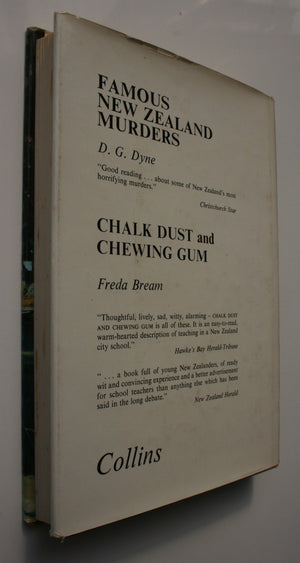 FAMOUS
NEW ZEALAND
MURDERS
D. G. Dyne
"Good reading . . . about some of New Zealand's most
horrifying murders."
Christchurch Star
CHALK DUST and
CHEWING GUM
Freda Bream
"Thoughtful, lively, sad, witty, alarming – CHALK DUST
AND CHEWING GUM is all of these. It is an easy-to-read,
warm-hearted description of teaching in a New Zealand
city school."
Hawke's Bay Herald-Tribune
" . . . a book full of young New Zealanders, of ready
wit and convincing experience and a better advertisement
for school teachers than anything else which has been
said in the long debate."
New Zealand Herald
Collins